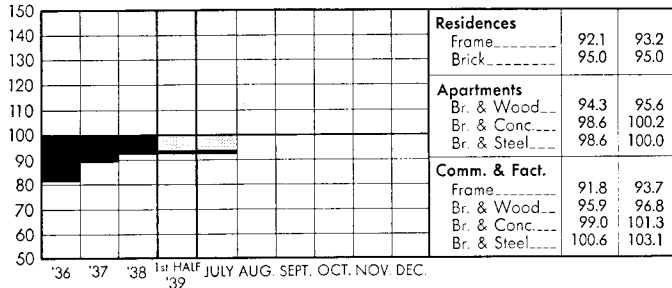 150
140
130
120
110
100
90
80
70
60
50
'36 '37 '38 1st HALF '39 JULY AUG. SEPT. OCT. NOV. DEC.
Residences
Frame 92.1 93.2
Brick 95.0 95.0
Apartments
Br. & Wood 94.3 95.6
Br. & Conc. 98.6 100.2
Br. & Steel 98.6 100.0
Comm. & Fact.
Frame 91.8 93.7
Br. & Wood 95.9 96.8
Br. & Conc. 99.0 101.3
Br. & Steel 100.6 103.1